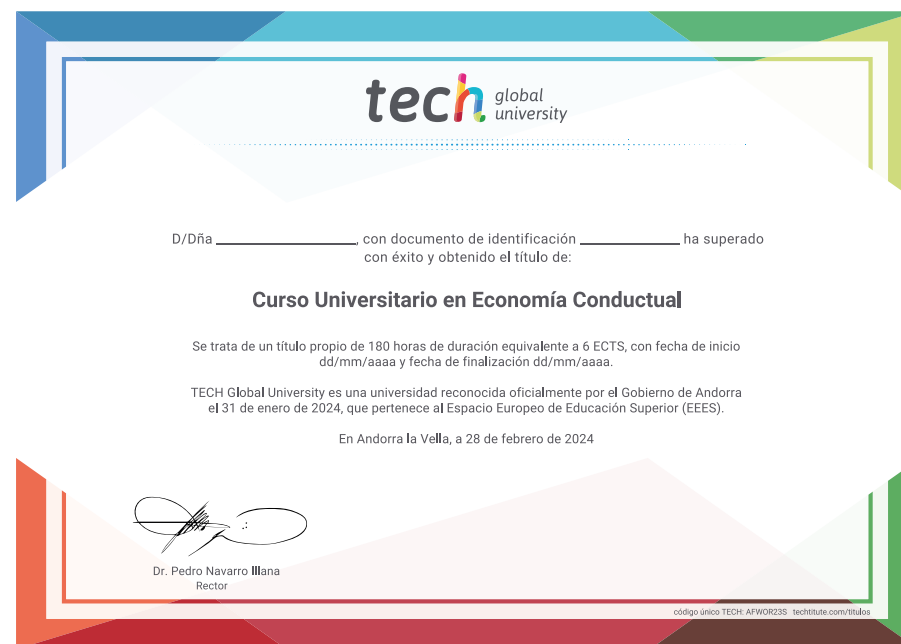 tech global university
D/Dña ____________________, con documento de identificación ______________ ha superado
con éxito y obtenido el título de:
Curso Universitario en Economía Conductual
Se trata de un título propio de 180 horas de duración equivalente a 6 ECTS, con fecha de inicio
dd/mm/aaaa y fecha de finalización dd/mm/aaaa.
TECH Global University es una universidad reconocida oficialmente por el Gobierno de Andorra
el 31 de enero de 2024, que pertenece al Espacio Europeo de Educación Superior (EEES).
En Andorra la Vella, a 28 de febrero de 2024
Dr. Pedro Navarro Illana
Rector
código único TECH: AFWOR23S techtitute.com/titulos